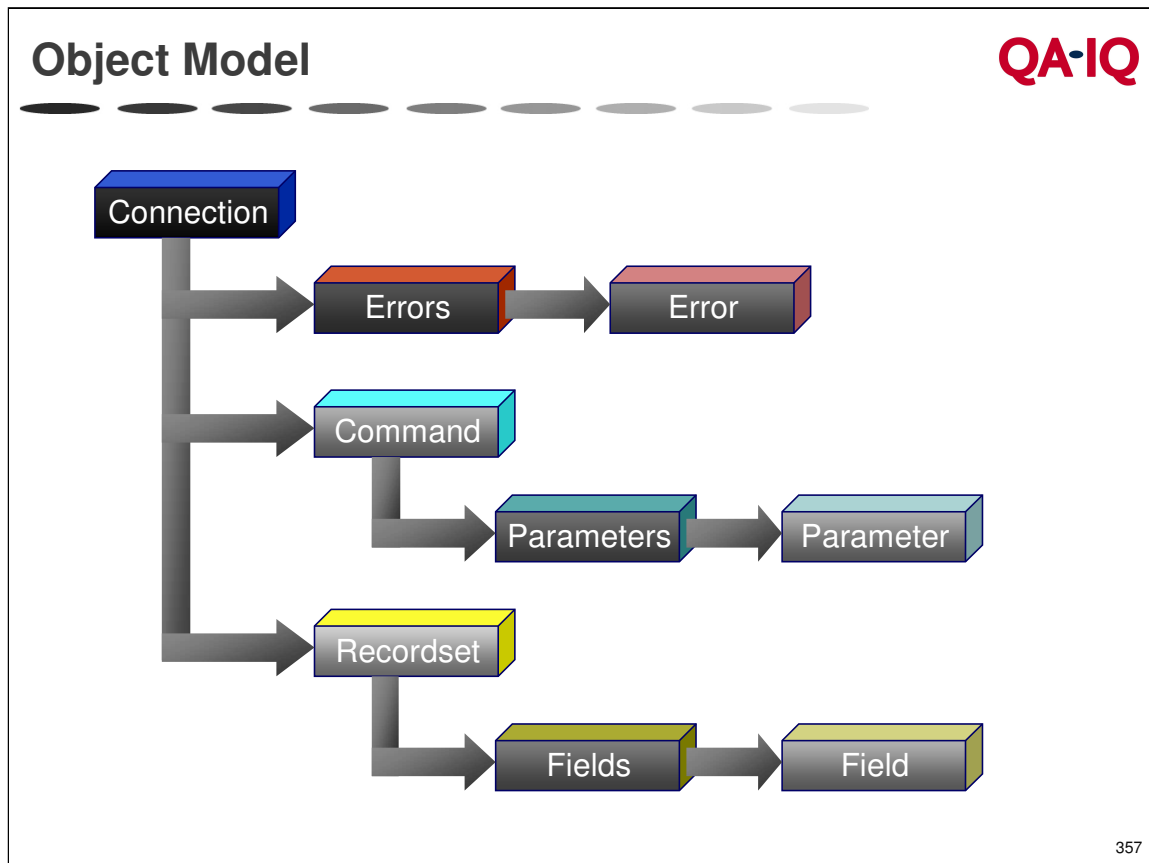 Object Model
QA-IQ
Connection
Errors
Error
Command
Parameters
Parameter
Recordset
Fields
Field
357